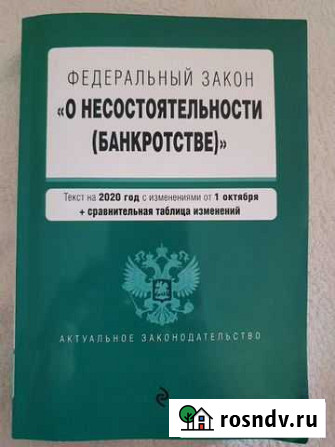 ФЕДЕРАЛЬНЫЙ ЗАКОН
«О НЕСОСТОЯТЕЛЬНОСТИ
(БАНКРОТСТВЕ)»
Текст на 2020 год с изменениями от 1 октября
+ сравнительная таблица изменений
АКТУАЛЬНОЕ ЗАКОНОДАТЕЛЬСТВО
rosndv.ru